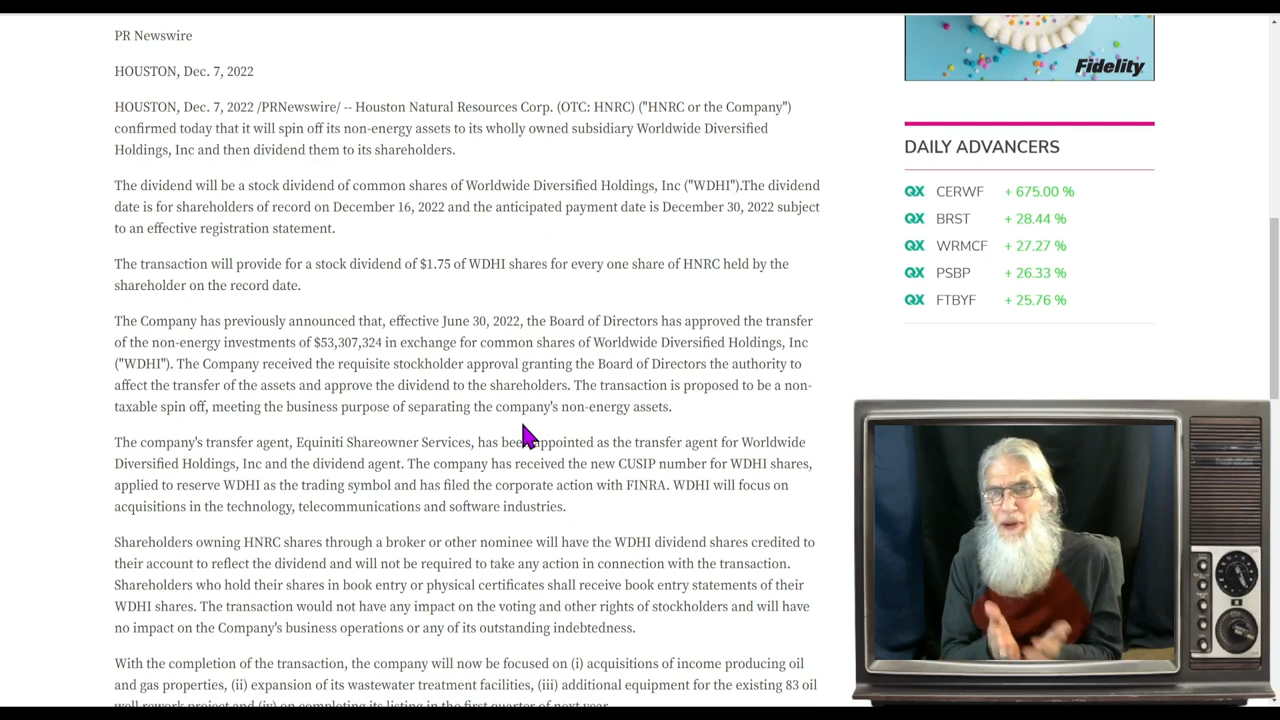 PR Newswire
HOUSTON, Dec. 7, 2022
HOUSTON, Dec. 7, 2022 /PRNewswire/ -- Houston Natural Resources Corp. (OTC: HNRC) ("HNRC or the Company")
confirmed today that it will spin off its non-energy assets to its wholly owned subsidiary Worldwide Diversified
Holdings, Inc and then dividend them to its shareholders.
The dividend will be a stock dividend of common shares of Worldwide Diversified Holdings, Inc ("WDHI").The dividend
date is for shareholders of record on December 16, 2022 and the anticipated payment date is December 30, 2022 subject
to an effective registration statement.
The transaction will provide for a stock dividend of $1.75 of WDHI shares for every one share of HNRC held by the
shareholder on the record date.
The Company has previously announced that, effective June 30, 2022, the Board of Directors has approved the transfer
of the non-energy investments of $53,307,324 in exchange for common shares of Worldwide Diversified Holdings, Inc
("WDHI"). The Company received the requisite stockholder approval granting the Board of Directors the authority to
affect the transfer of the assets and approve the dividend to the shareholders. The transaction is proposed to be a non-
taxable spin off, meeting the business purpose of separating the company's non-energy assets.
The company's transfer agent, Equiniti Shareowner Services, has been appointed as the transfer agent for Worldwide
Diversified Holdings, Inc and the dividend agent. The company has received the new CUSIP number for WDHI shares,
applied to reserve WDHI as the trading symbol and has filed the corporate action with FINRA. WDHI will focus on
acquisitions in the technology, telecommunications and software industries.
Shareholders owning HNRC shares through a broker or other nominee will have the WDHI dividend shares credited to
their account to reflect the dividend and will not be required to take any action in connection with the transaction.
Shareholders who hold their shares in book entry or physical certificates shall receive book entry statements of their
WDHI shares. The transaction would not have any impact on the voting and other rights of stockholders and will have
no impact on the Company's business operations or any of its outstanding indebtedness.
With the completion of the transaction, the company will now be focused on (i) acquisitions of income producing oil
and gas properties, (ii) expansion of its wastewater treatment facilities, (iii) additional equipment for the existing 83 oil
well rework project and (iv) on completing its listing in the first quarter of next year.
Fidelity
DAILY ADVANCERS
QX CERWF + 675.00 %
QX BRST + 28.44 %
QX WRMCF + 27.27 %
QX PSBP + 26.33 %
QX FTBYF + 25.76 %